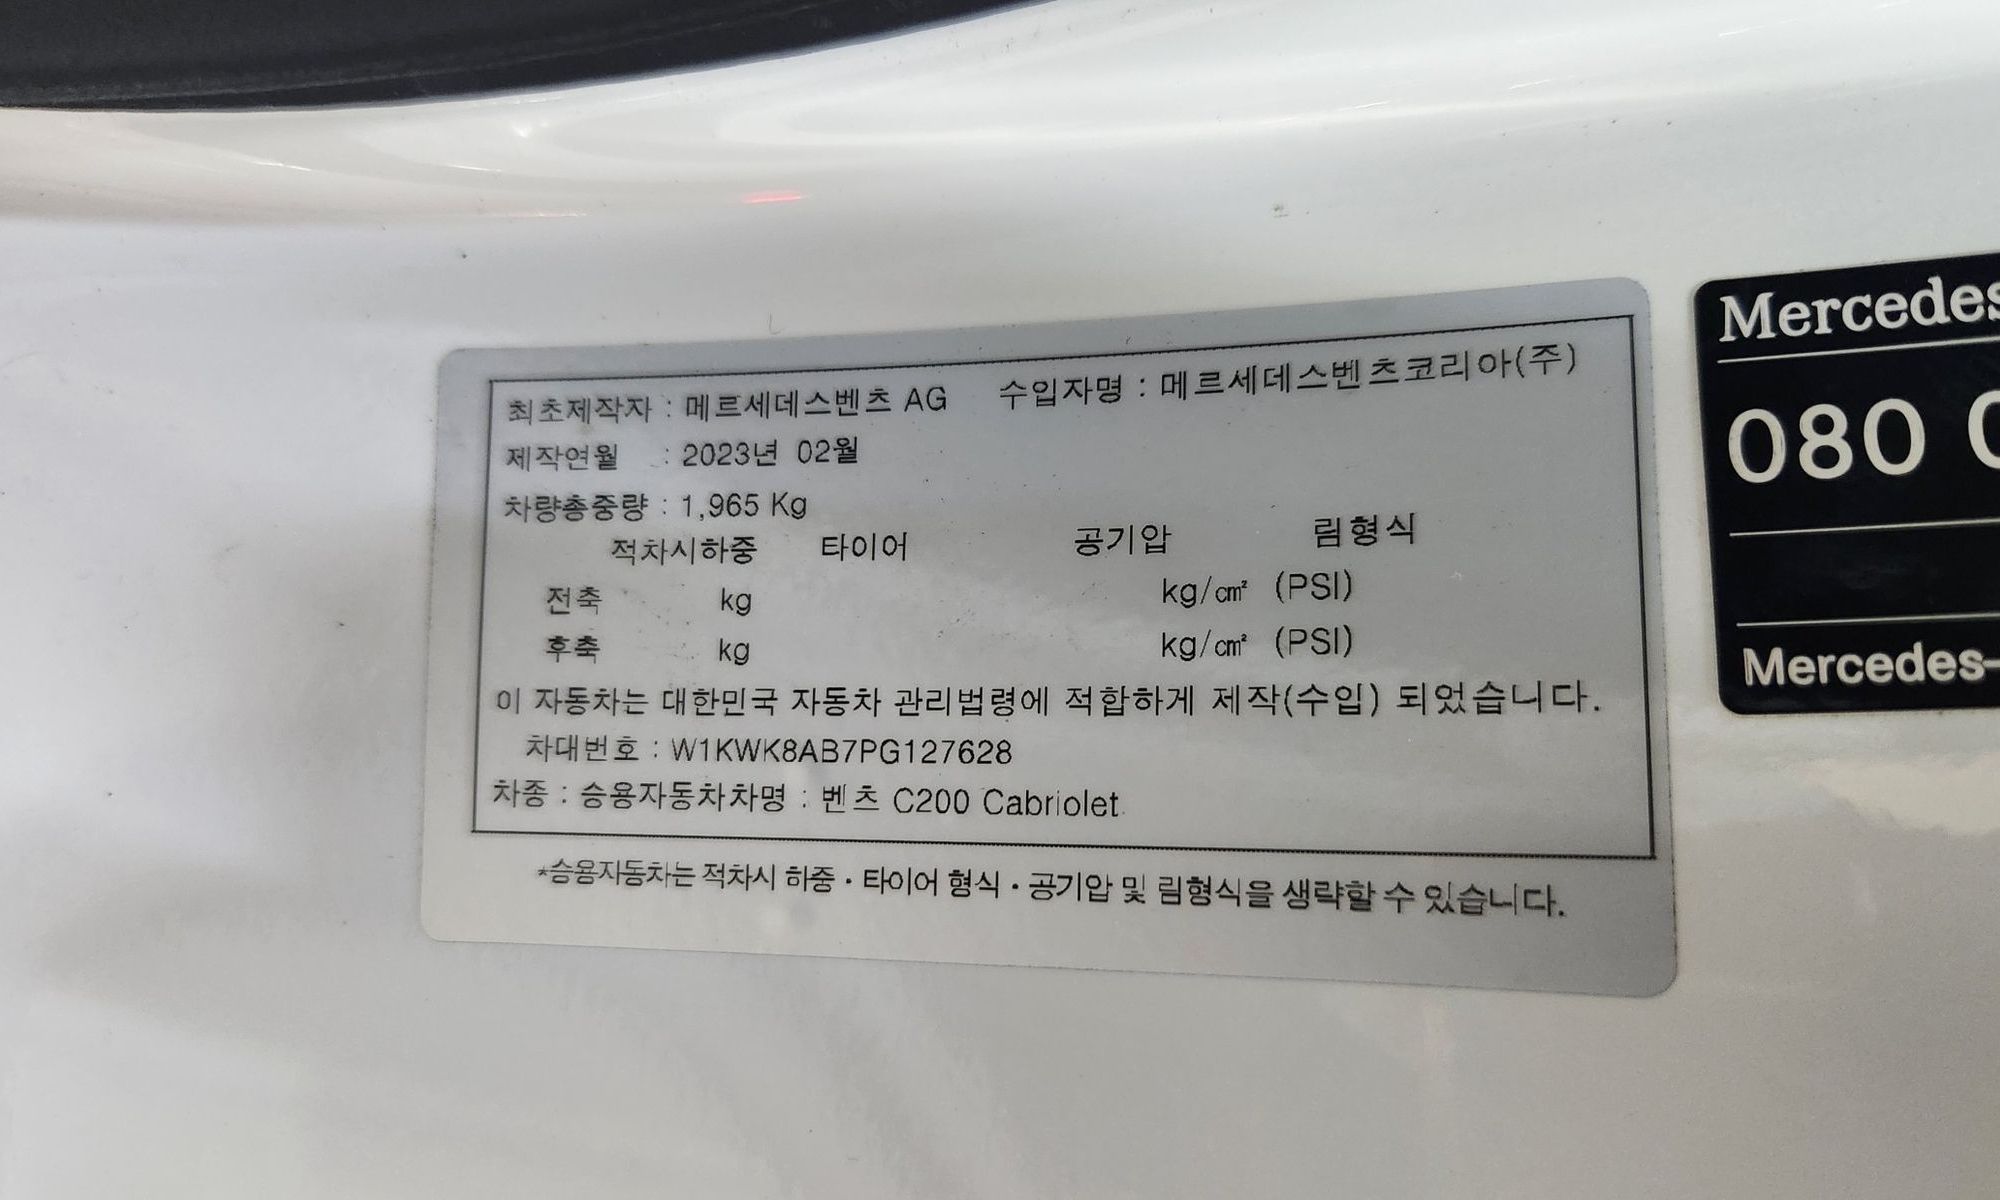 최초제작자 : 메르세데스벤츠 AG 수입자명 : 메르세데스벤츠코리아(주)
제작연월 : 2023년 02월
차량총중량 : 1,965 Kg
적차시하중 타이어 공기압 림형식
전축 kg kg/㎠ (PSI)
후축 kg kg/㎠ (PSI)
이 자동차는 대한민국 자동차 관리법령에 적합하게 제작(수입) 되었습니다.
차대번호 : W1KWK8AB7PG127628
차종 : 승용자동차차명 : 벤츠 C200 Cabriolet
*승용자동차는 적차시 하중 · 타이어 형식 · 공기압 및 림형식을 생략할 수 있습니다.
Mercedes
080
Mercedes-